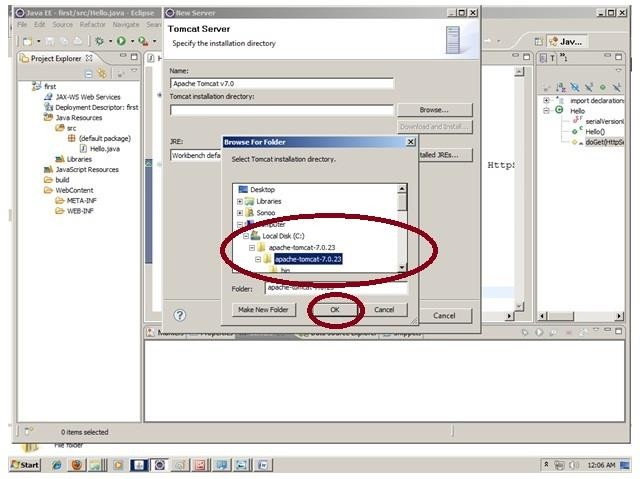 Java EE - first/src/Hello.java - Eclipse
File Edit Source Refactor
New Server
Tomcat Server
Specify the installation directory
Name:
Apache Tomcat v7.0
Tomcat installation directory:
Browse...
Download and Install...
JRE:
Workbench defa
talled JREs...
Project Explorer
first
JAX-WS Web Services
Deployment Descriptor: first
Java Resources
src
(default package)
Hello.java
Libraries
JavaScript Resources
build
WebContent
META-INF
WEB-INF
Browse For Folder
Select Tomcat installation directory.
Desktop
Libraries
Sonoo
Computer
Local Disk (C:)
apache-tomcat-7.0.23
apache-tomcat-7.0.23
bin
Folder:
apache-tomcat-7.0.23
Make New Folder
OK
Cancel
Cancel
Java...
import declarations
Hello
serialVersionU
Hello()
doGet(HttpS
HttpS
Markers
Data Source Explorer
Snippets
0 items selected
File folder
Start
12:06 AM